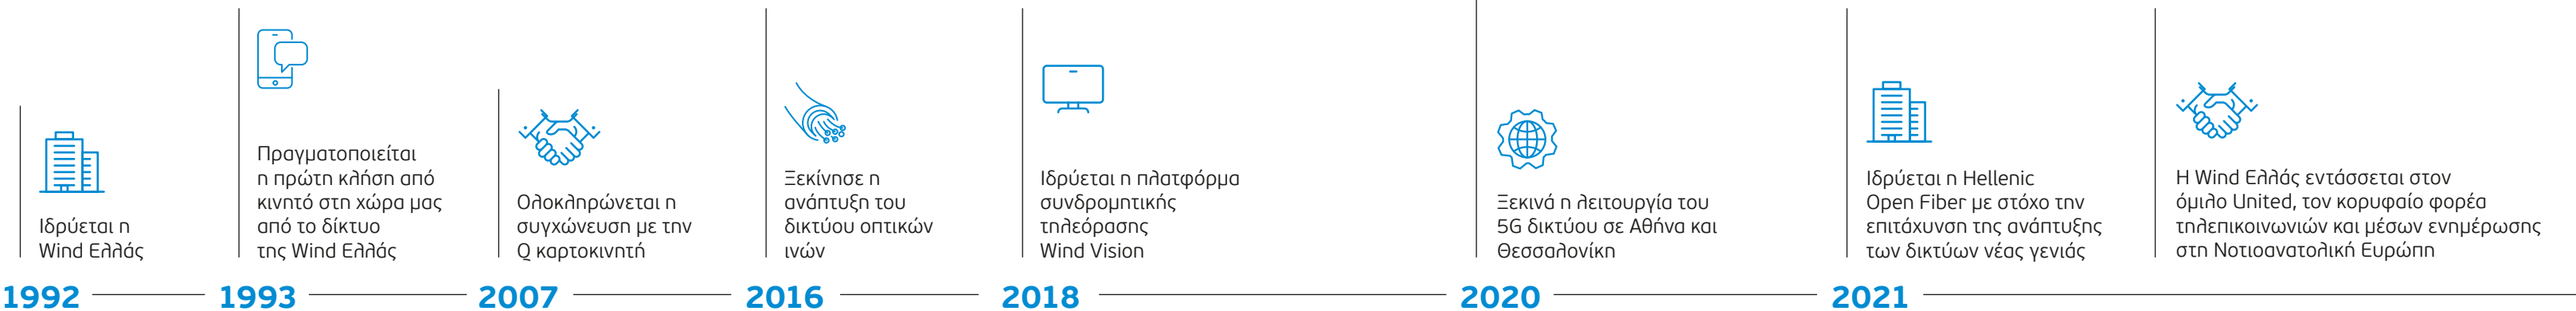 Ιδρύεται η
Wind Ελλάς
1992
Πραγματοποιείται
η πρώτη κλήση από
κινητό στη χώρα μας
από το δίκτυο
της Wind Ελλάς
1993
Ολοκληρώνεται η
συγχώνευση με την
Q καρτοκινητή
2007
Ξεκίνησε η
ανάπτυξη του
δικτύου οπτικών
ινών
2016
Ιδρύεται η πλατφόρμα
συνδρομητικής
τηλεόρασης
Wind Vision
2018
Ξεκινά η λειτουργία του
5G δικτύου σε Αθήνα και
Θεσσαλονίκη
2020
Ιδρύεται η Hellenic
Open Fiber με στόχο την
επιτάχυνση της ανάπτυξης
των δικτύων νέας γενιάς
2021
Η Wind Ελλάς εντάσσεται στον
όμιλο United, τον κορυφαίο φορέα
τηλεπικοινωνιών και μέσων ενημέρωσης
στη Νοτιοανατολική Ευρώπη